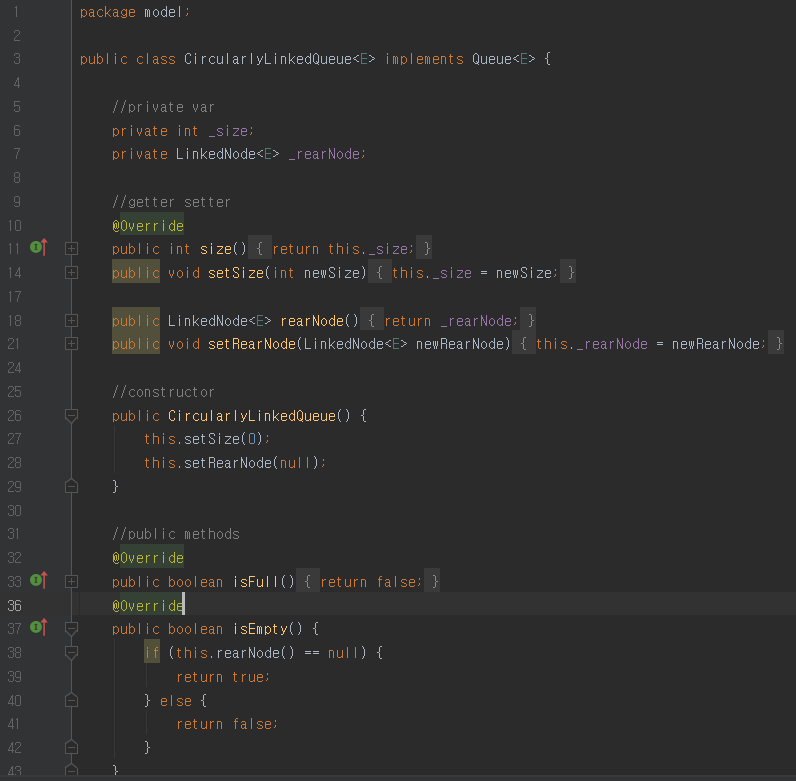 1 package model;
2
3 public class CircularlyLinkedQueue<E> implements Queue<E> {
4
5 //private var
6 private int _size;
7 private LinkedNode<E> _rearNode;
8
9 //getter setter
10 @Override
11 public int size() { return this._size; }
14 public void setSize(int newSize) { this._size = newSize; }
17
18 public LinkedNode<E> rearNode() { return _rearNode; }
21 public void setRearNode(LinkedNode<E> newRearNode) { this._rearNode = newRearNode; }
24
25 //constructor
26 public CircularlyLinkedQueue() {
27 this.setSize(0);
28 this.setRearNode(null);
29 }
30
31 //public methods
32 @Override
33 public boolean isFull() { return false; }
36 @Override
37 public boolean isEmpty() {
38 if (this.rearNode() == null) {
39 return true;
40 } else {
41 return false;
42 }
43 }